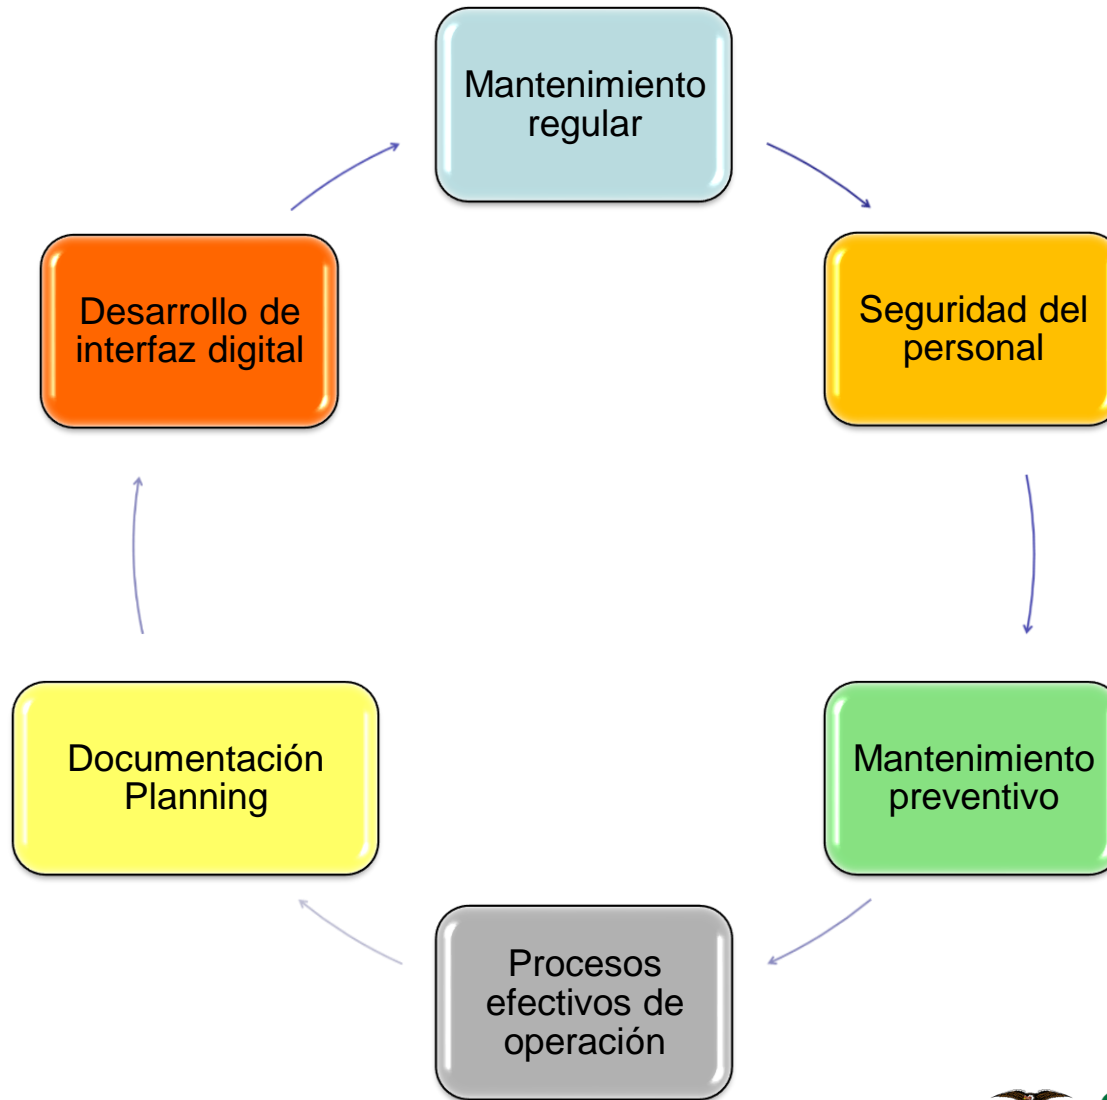 Mantenimiento
regular
Seguridad del
personal
Mantenimiento
preventivo
Procesos
efectivos de
operación
Documentación
Planning
Desarrollo de
interfaz digital